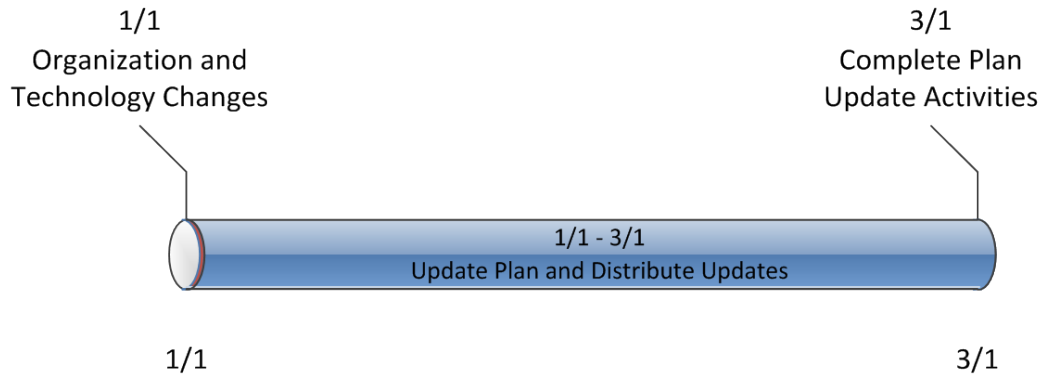 1/1
Organization and
Technology Changes
3/1
Complete Plan
Update Activities
1/1 - 3/1
Update Plan and Distribute Updates
1/1
3/1